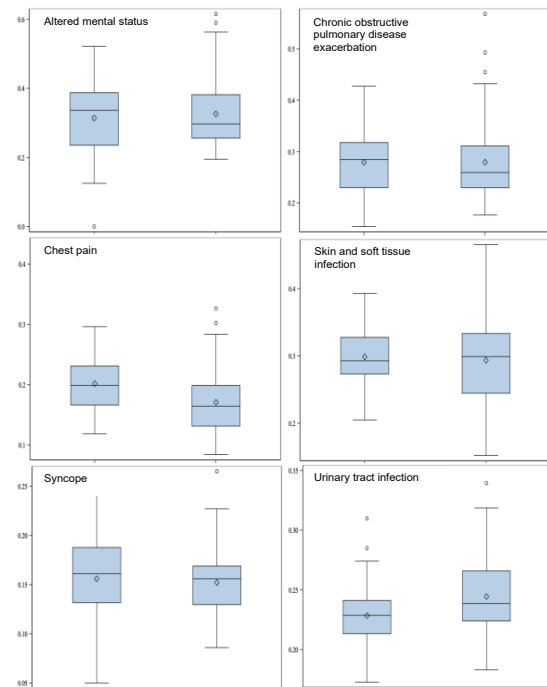 Altered mental status
0.6
0.4
0.2
0.0
Chronic obstructive
pulmonary disease
exacerbation
0.5
0.4
0.3
0.2
Chest pain
0.4
0.3
0.2
0.1
Skin and soft tissue
infection
0.3
0.2
Syncope
0.25
0.20
0.15
0.10
0.05
Urinary tract infection
0.35
0.30
0.25
0.20